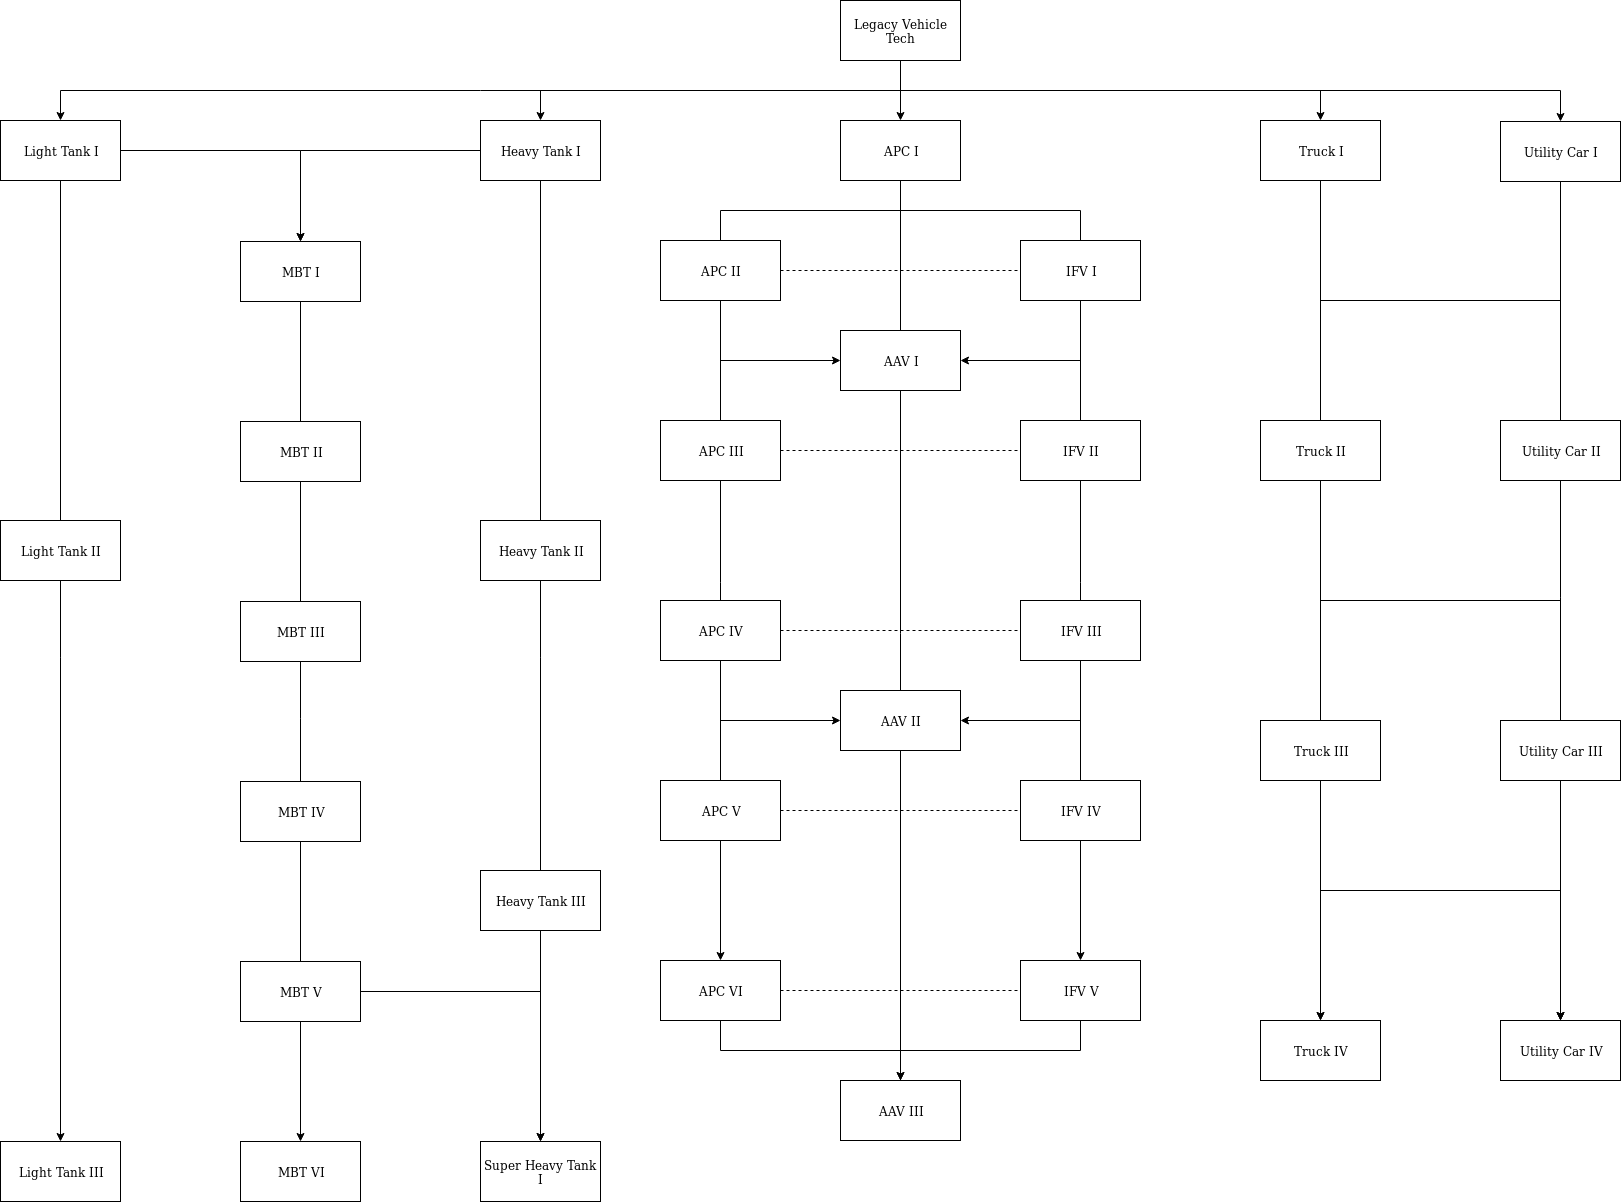 Legacy Vehicle
Tech
Light Tank I
Heavy Tank I
APC I
Truck I
Utility Car I
MBT I
APC II
IFV I
AAV I
MBT II
APC III
IFV II
Truck II
Utility Car II
Light Tank II
Heavy Tank II
MBT III
APC IV
IFV III
AAV II
Truck III
Utility Car III
MBT IV
APC V
IFV IV
Heavy Tank III
MBT V
APC VI
IFV V
Truck IV
Utility Car IV
AAV III
Light Tank III
MBT VI
Super Heavy Tank
I